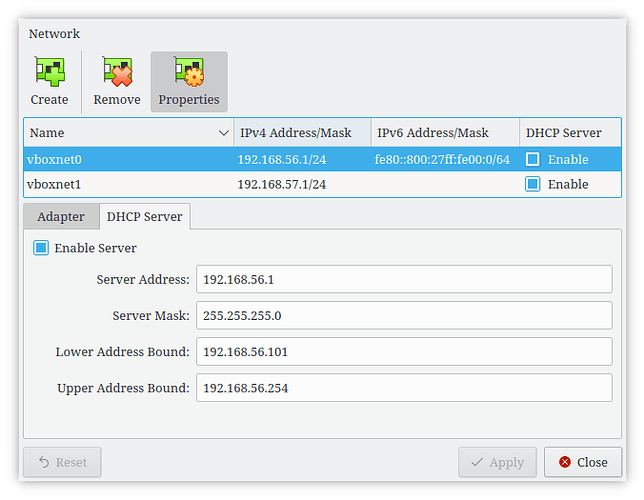 Network
Create Remove Properties
Name IPv4 Address/Mask IPv6 Address/Mask DHCP Server
vboxnet0 192.168.56.1/24 fe80::800:27ff:fe00:0/64 Enable
vboxnet1 192.168.57.1/24 Enable
Adapter DHCP Server
Enable Server
Server Address: 192.168.56.1
Server Mask: 255.255.255.0
Lower Address Bound: 192.168.56.101
Upper Address Bound: 192.168.56.254
Reset Apply Close